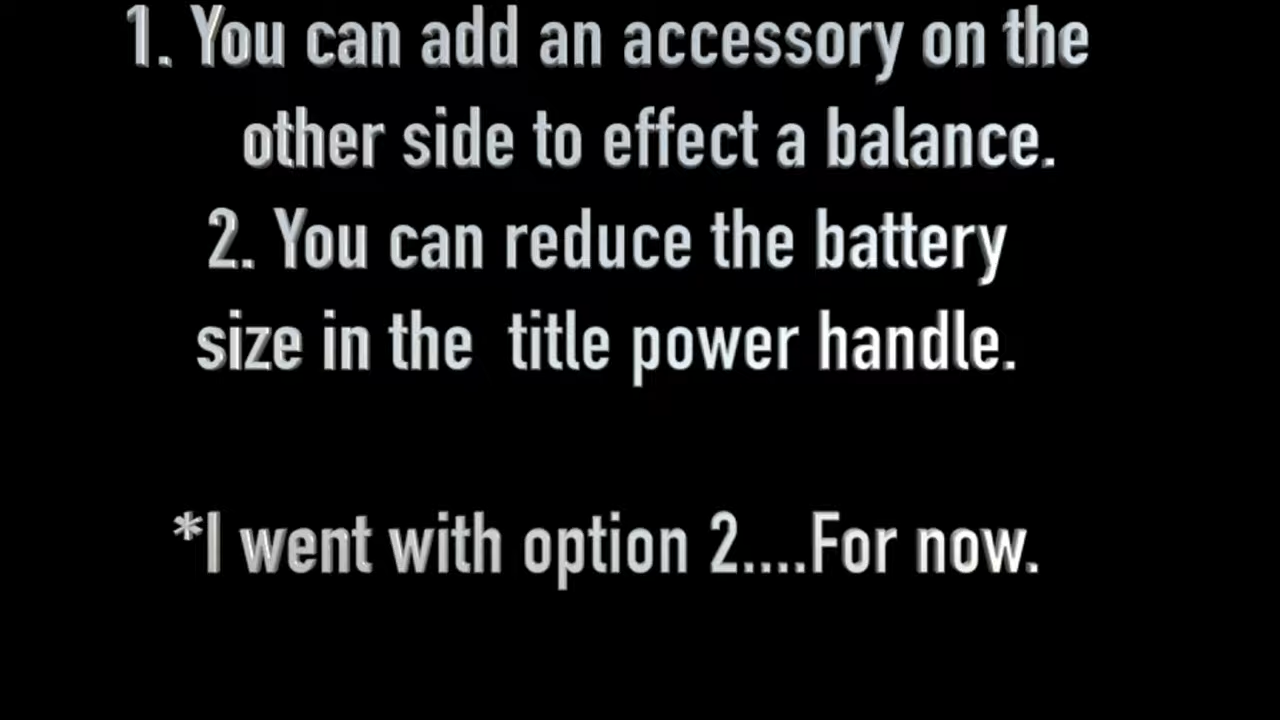 1. You can add an accessory on the
other side to effect a balance.
2. You can reduce the battery
size in the  title power handle.
*I went with option 2....For now.